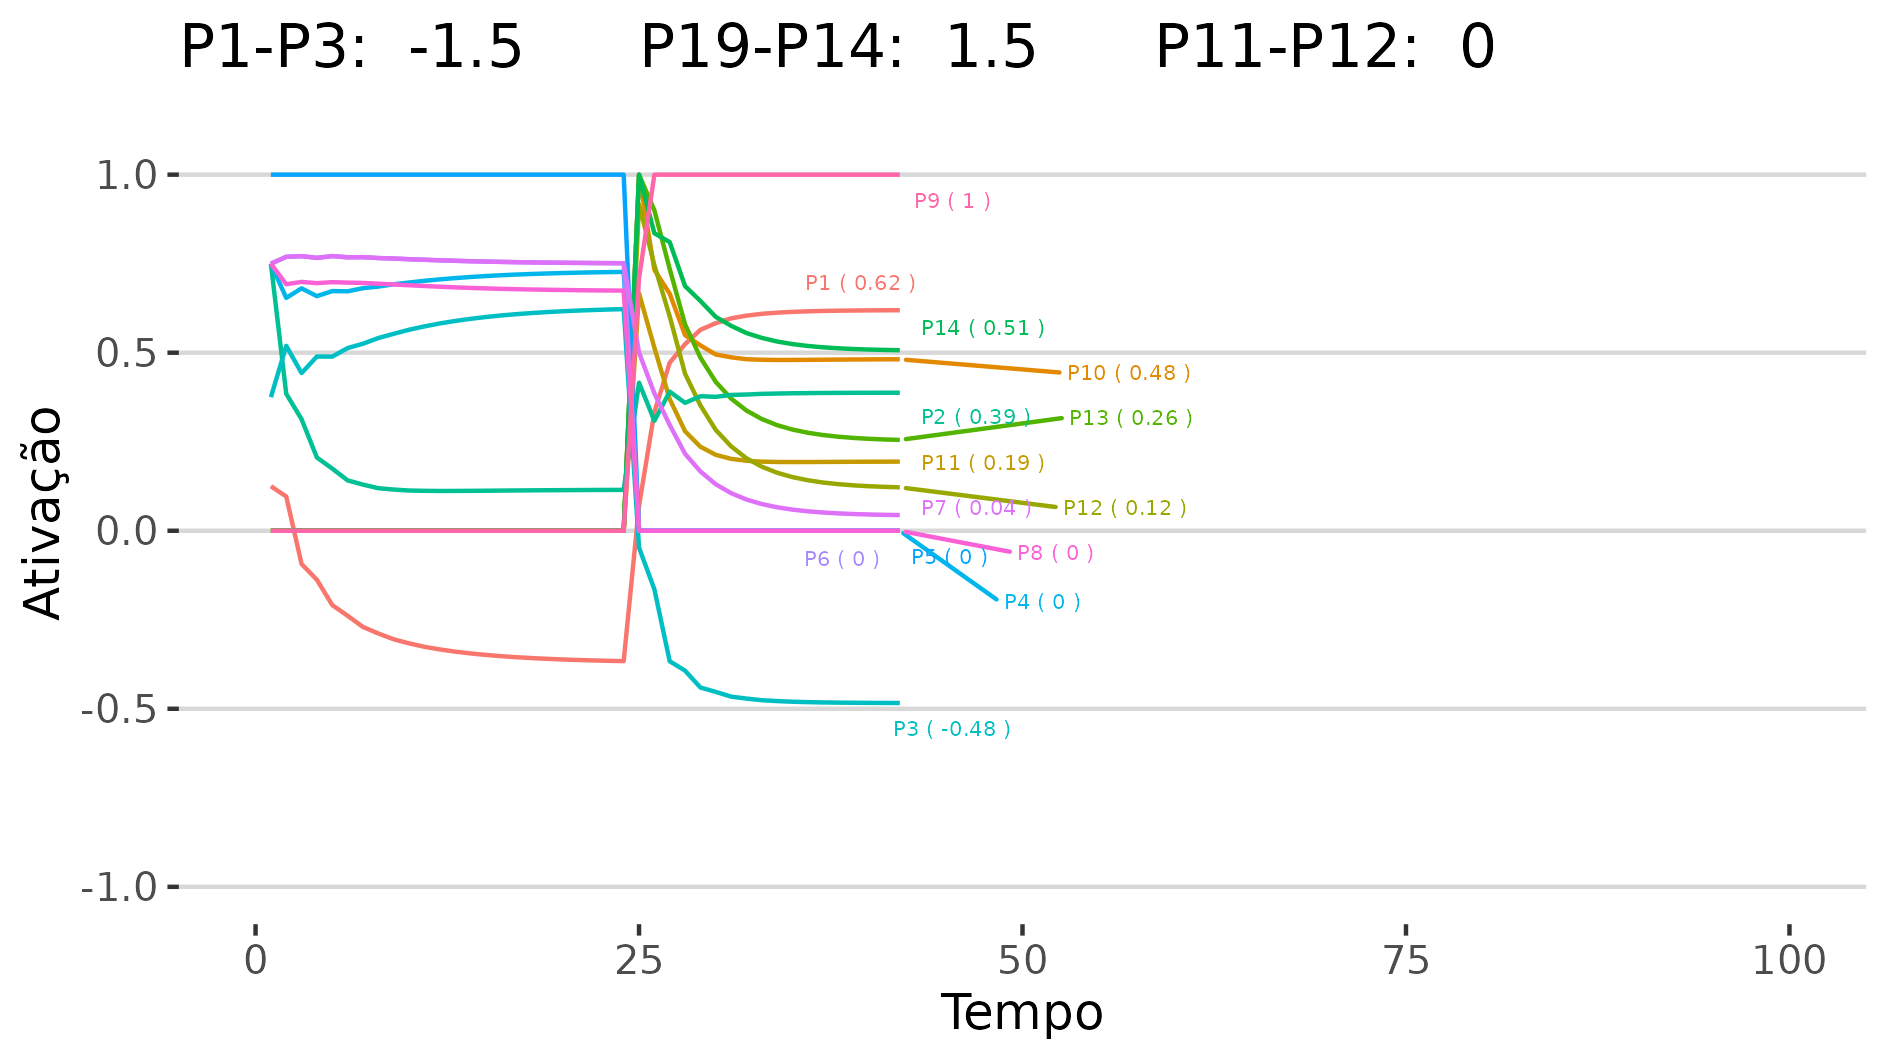 P1-P3:  -1.5       P19-P14:  1.5       P11-P12:  0
Ativação
1.0
0.5
0.0
-0.5
-1.0
P9 ( 1 )
P1 ( 0.62 )
P14 ( 0.51 )
P10 ( 0.48 )
P2 ( 0.39 )
P13 ( 0.26 )
P11 ( 0.19 )
P7 ( 0.04 )
P12 ( 0.12 )
P6 ( 0 )
P5 ( 0 )
P8 ( 0 )
P4 ( 0 )
P3 ( -0.48 )
0 25 50 75 100
Tempo